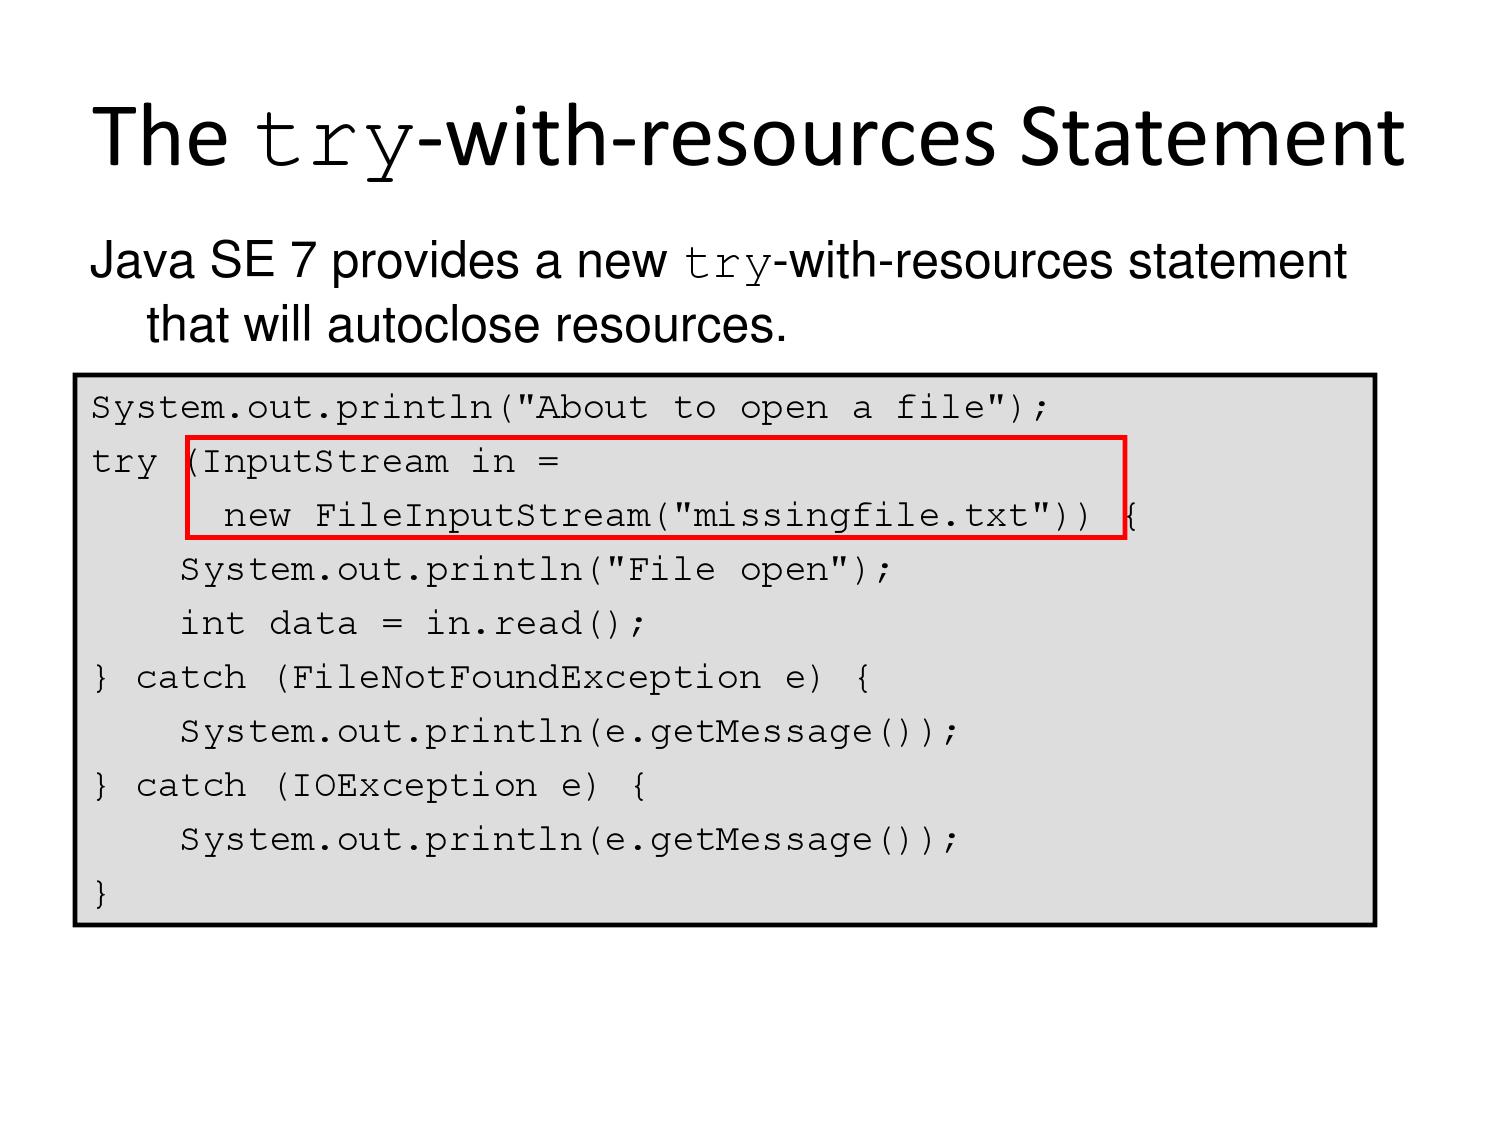 The try-with-resources Statement
Java SE 7 provides a new try-with-resources statement
that will autoclose resources.
System.out.println("About to open a file");
try (InputStream in =
      new FileInputStream("missingfile.txt")) {
    System.out.println("File open");
    int data = in.read();
} catch (FileNotFoundException e) {
    System.out.println(e.getMessage());
} catch (IOException e) {
    System.out.println(e.getMessage());
}